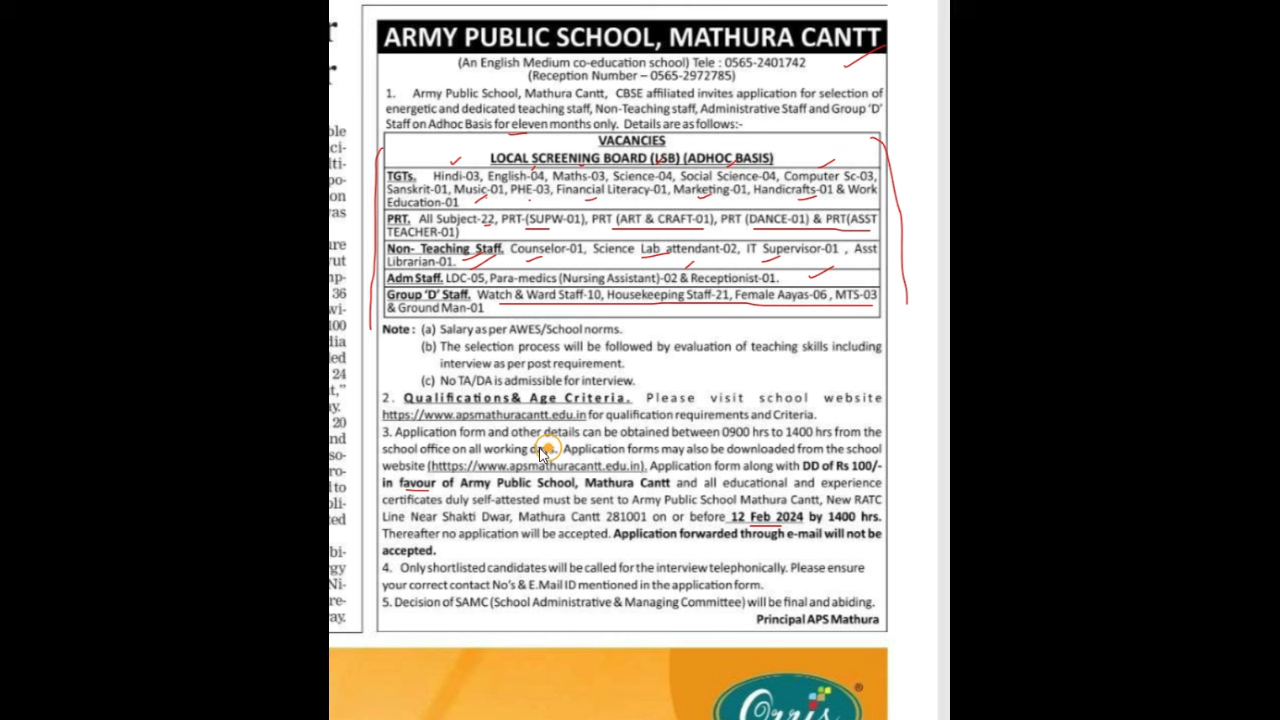 ARMY PUBLIC SCHOOL, MATHURA CANTT
(An English Medium co-education school) Tele : 0565-2401742
(Reception Number – 0565-2972785)
1. Army Public School, Mathura Cantt, CBSE affiliated invites application for selection of
energetic and dedicated teaching staff, Non-Teaching staff, Administrative Staff and Group 'D'
Staff on Adhoc Basis for eleven months only. Details are as follows:-
VACANCIES
LOCAL SCREENING BOARD (LSB) (ADHOC BASIS)
TGTs. Hindi-03, English-04, Maths-03, Science-04, Social Science-04, Computer Sc-03,
Sanskrit-01, Music-01, PHE-03, Financial Literacy-01, Marketing-01, Handicrafts-01 & Work
Education-01
PRT. All Subject-22, PRT-(SUPW-01), PRT (ART & CRAFT-01), PRT (DANCE-01) & PRT(ASST
TEACHER-01)
Non- Teaching Staff. Counselor-01, Science Lab attendant-02, IT Supervisor-01 , Asst
Librarian-01.
Adm Staff. LDC-05, Para-medics (Nursing Assistant)-02 & Receptionist-01.
Group 'D' Staff. Watch & Ward Staff-10, Housekeeping Staff-21, Female Aayas-06 , MTS-03
& Ground Man-01
Note : (a) Salary as per AWES/School norms.
(b) The selection process will be followed by evaluation of teaching skills including
interview as per post requirement.
(c) No TA/DA is admissible for interview.
2. Qualifications& Age Criteria. Please visit school website
https://www.apsmathuracantt.edu.in for qualification requirements and Criteria.
3. Application form and other details can be obtained between 0900 hrs to 1400 hrs from the
school office on all working Application forms may also be downloaded from the school
website (htttps://www.apsmathuracantt.edu.in). Application form along with DD of Rs 100/-
in favour of Army Public School, Mathura Cantt and all educational and experience
certificates duly self-attested must be sent to Army Public School Mathura Cantt, New RATC
Line Near Shakti Dwar, Mathura Cantt 281001 on or before 12 Feb 2024 by 1400 hrs.
Thereafter no application will be accepted. Application forwarded through e-mail will not be
accepted.
4. Only shortlisted candidates will be called for the interview telephonically. Please ensure
your correct contact No's & E.Mail ID mentioned in the application form.
5. Decision of SAMC (School Administrative & Managing Committee) will be final and abiding.
Principal APS Mathura